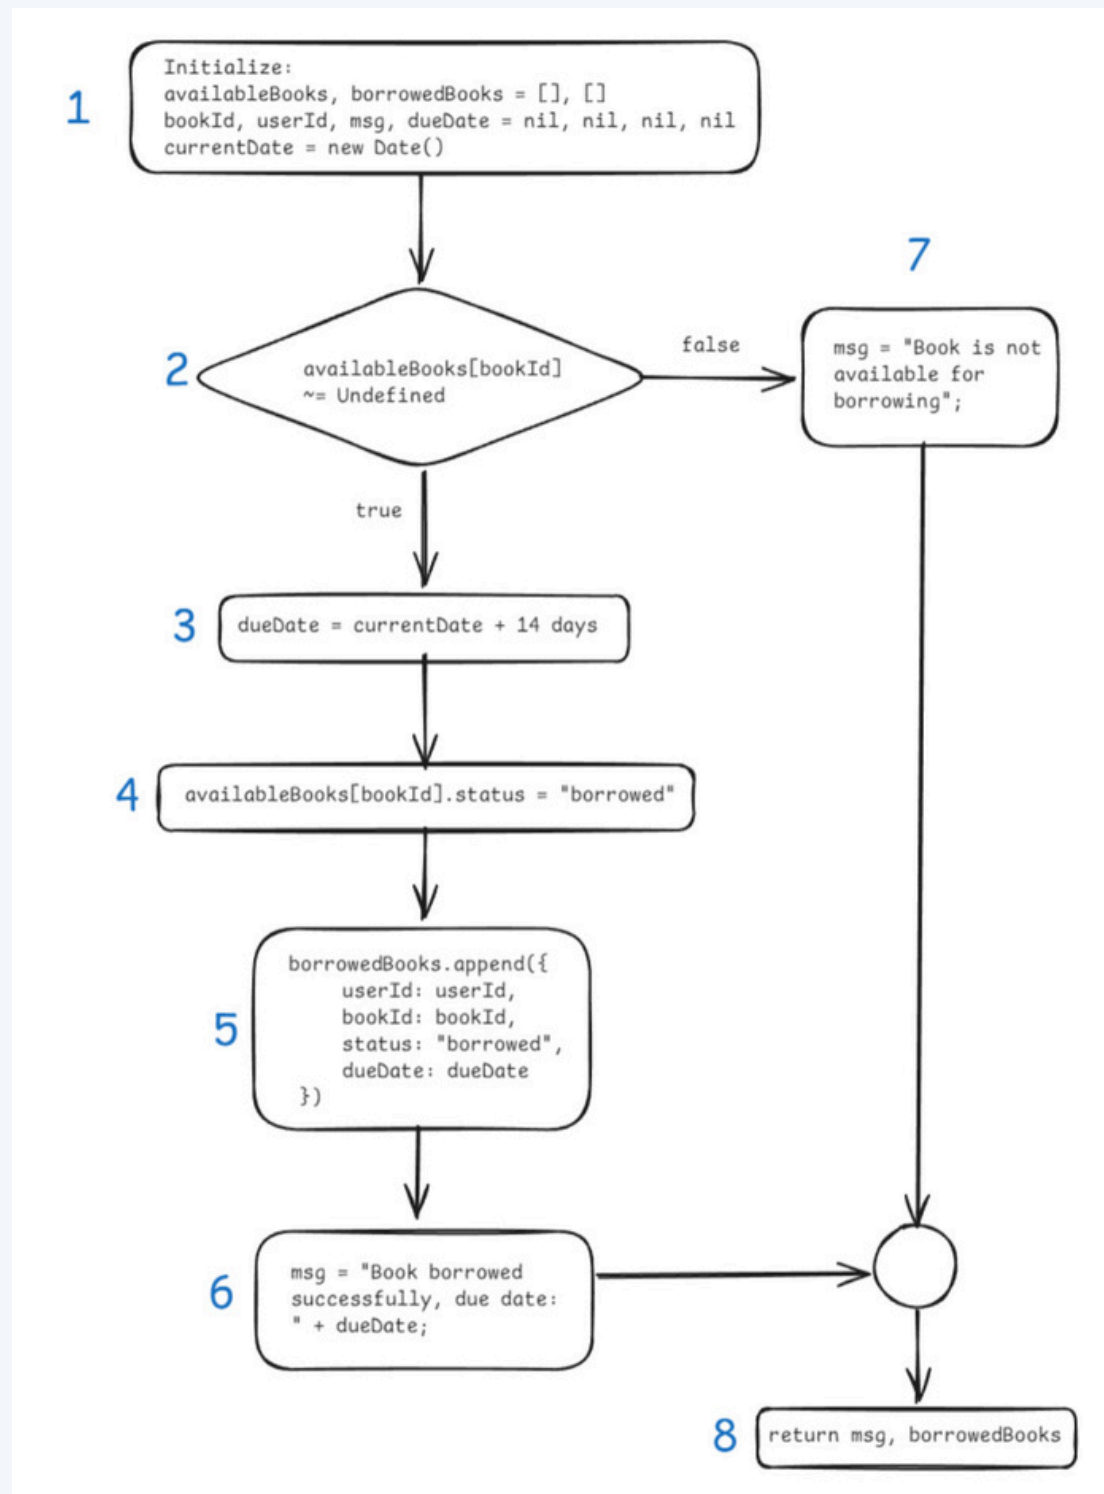 1
Initialize:
availableBooks, borrowedBooks = [], []
bookId, userId, msg, dueDate = nil, nil, nil, nil
currentDate = new Date()
2
availableBooks[bookId]
~= Undefined
false
7
msg = "Book is not
available for
borrowing";
true
3
dueDate = currentDate + 14 days
4
availableBooks[bookId].status = "borrowed"
5
borrowedBooks.append({
userId: userId,
bookId: bookId,
status: "borrowed",
dueDate: dueDate
})
6
msg = "Book borrowed
successfully, due date:
" + dueDate;
8
return msg, borrowedBooks